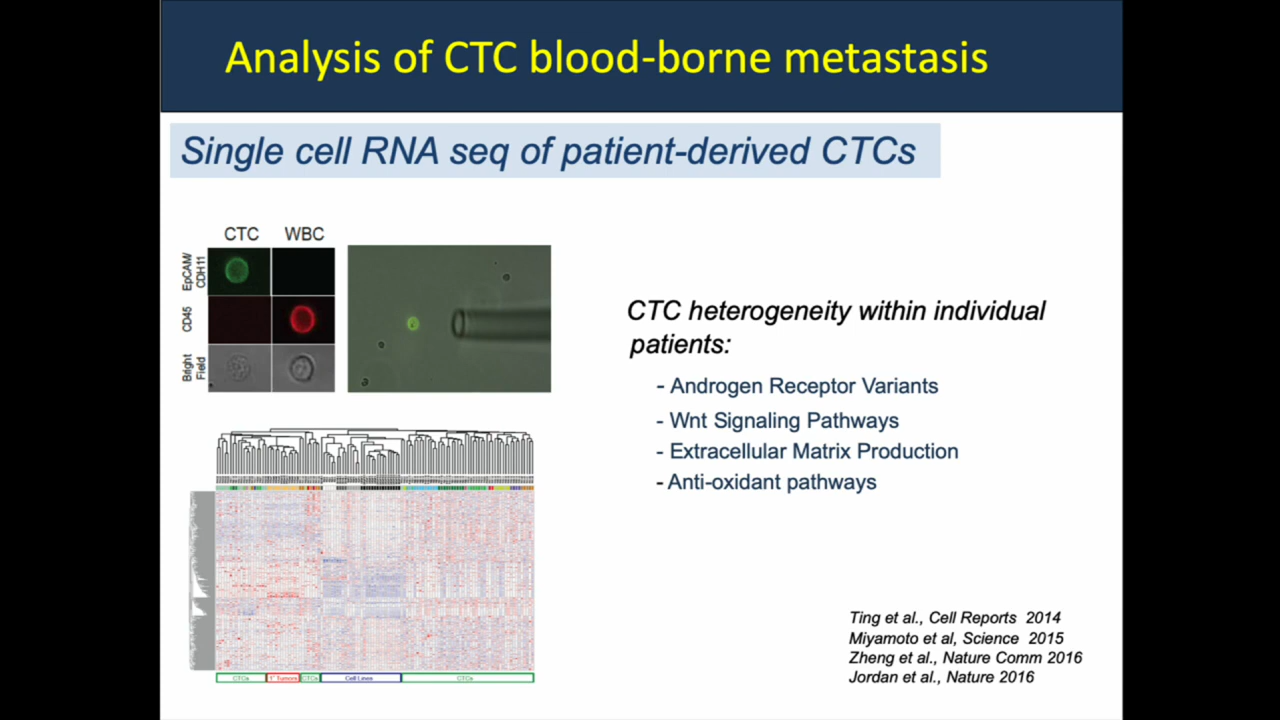 Analysis of CTC blood-borne metastasis
Single cell RNA seq of patient-derived CTCs
CTC WBC
EpCAM/
CDH11
CD45
Bright
Field
CTC heterogeneity within individual
patients:
- Androgen Receptor Variants
- Wnt Signaling Pathways
- Extracellular Matrix Production
- Anti-oxidant pathways
CTCs 1° Tumors CTCs Cell Lines CTCs
Ting et al., Cell Reports 2014
Miyamoto et al, Science 2015
Zheng et al., Nature Comm 2016
Jordan et al., Nature 2016